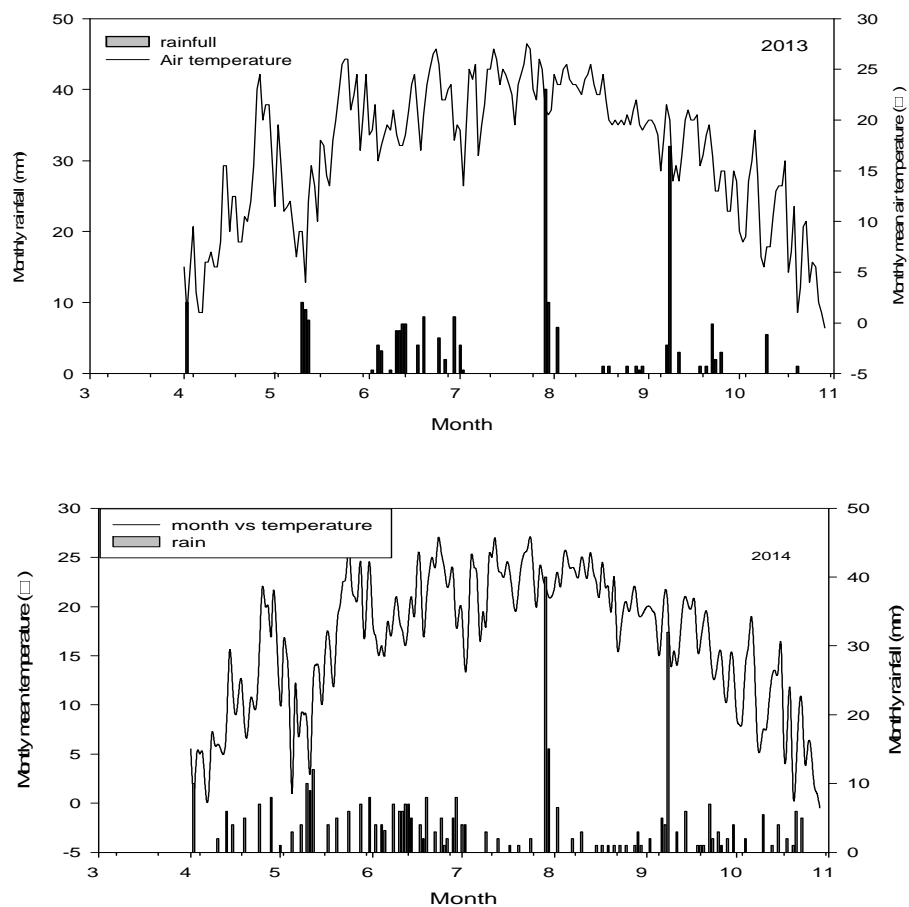 50
40
30
20
10
0
Monthly rainfall (mm)
rainfull
Air temperature
2013
30
25
20
15
10
5
0
-5
Monthly mean air temperature (□)
3 4 5 6 7 8 9 10 11
Month
30
25
20
15
10
5
0
-5
Montly mean temperature (□)
month vs temperature
rain
2014
50
40
30
20
10
0
Monthly rainfall (mm)
3 4 5 6 7 8 9 10 11
Month